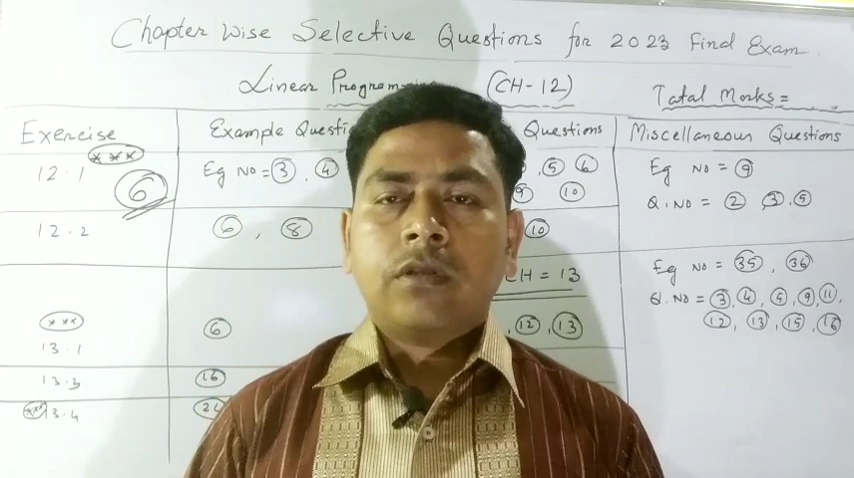 Chapter Wise Selective Questions for 2023 Final Exam
Linear (CH-12)
Total Marks =
Exercise
Example Questi
Questions
Miscellaneous Questions
12.1 *** 6
Eg No = 3, 4
, 5 6
9 10
Eg No = 9
Q. No = 2, 3, 5
12.2
6, 8
10
CH = 13
Eg No = 35, 36
Q. No = 3, 4, 5, 9, 11,
12, 13, 15, 16
***
13.1
6
, 12, 13
13.3
16
*** 13.4